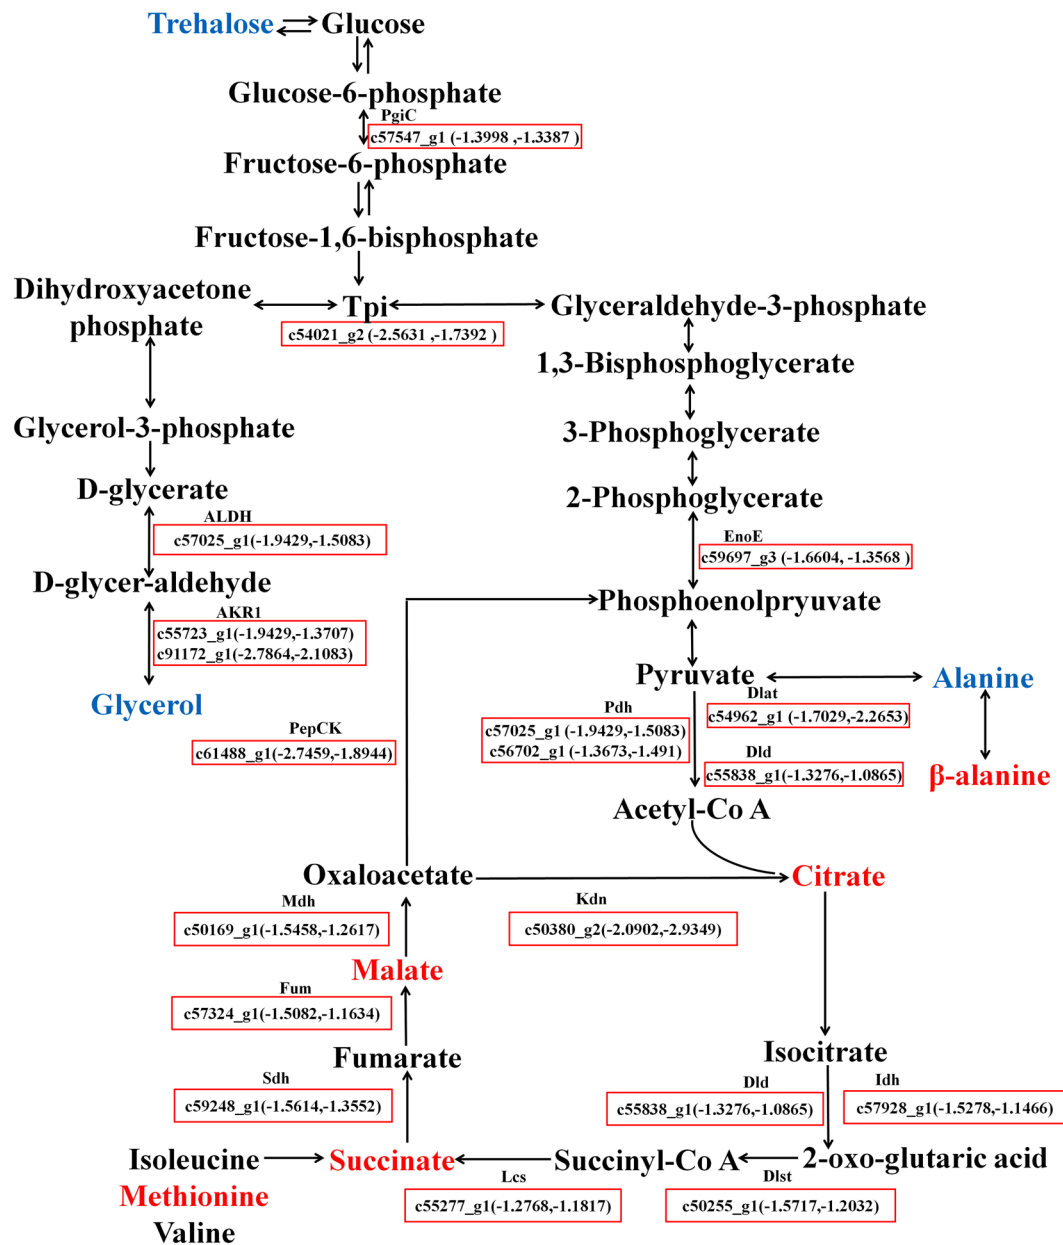 Trehalose
Glucose
Glucose-6-phosphate
PgiC
c57547_g1 (-1.3998 ,-1.3387 )
Fructose-6-phosphate
Fructose-1,6-bisphosphate
Dihydroxyacetone
phosphate
Tpi
c54021_g2 (-2.5631 ,-1.7392 )
Glyceraldehyde-3-phosphate
1,3-Bisphosphoglycerate
Glycerol-3-phosphate
3-Phosphoglycerate
D-glycerate
2-Phosphoglycerate
ALDH
c57025_g1(-1.9429,-1.5083)
EnoE
c59697_g3 (-1.6604, -1.3568 )
D-glycer-aldehyde
Phosphoenolpryuvate
AKR1
c55723_g1(-1.9429,-1.3707)
c91172_g1(-2.7864,-2.1083)
Glycerol
Pyruvate
Alanine
Pdh
c57025_g1 (-1.9429,-1.5083)
c56702_g1 (-1.3673,-1.491)
Dlat
c54962_g1 (-1.7029,-2.2653)
PepCK
c61488_g1(-2.7459,-1.8944)
Dld
c55838_g1(-1.3276,-1.0865)
β-alanine
Acetyl-Co A
Oxaloacetate
Citrate
Mdh
c50169_g1(-1.5458,-1.2617)
Kdn
c50380_g2(-2.0902,-2.9349)
Malate
Fum
c57324_g1(-1.5082,-1.1634)
Fumarate
Isocitrate
Sdh
c59248_g1(-1.5614,-1.3552)
Dld
c55838_g1(-1.3276,-1.0865)
Idh
c57928_g1(-1.5278,-1.1466)
Isoleucine
Methionine
Valine
Succinate
Succinyl-Co A
2-oxo-glutaric acid
Lcs
c55277_g1(-1.2768,-1.1817)
Dlst
c50255_g1(-1.5717,-1.2032)